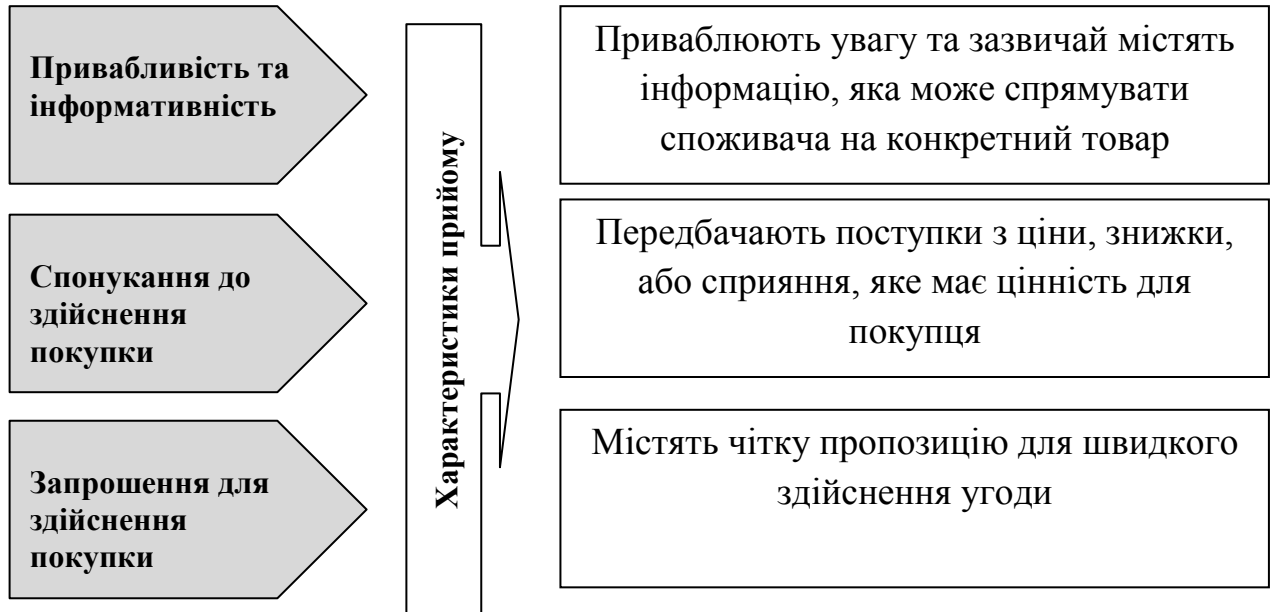 Привабливість та
інформативність
Приваблюють увагу та зазвичай містять
інформацію, яка може спрямувати
споживача на конкретний товар
Характеристики прийому
Спонукання до
здійснення
покупки
Передбачають поступки з ціни, знижки,
або сприяння, яке має цінність для
покупця
Запрошення для
здійснення
покупки
Містять чітку пропозицію для швидкого
здійснення угоди